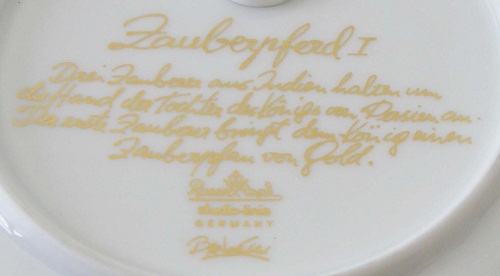 Zauberpferd I
Drei Zauberer aus Indien halten um
die Hand der Tochter des Königs von Persien an.
Der erste Zauberer bringt dem König einen
Zauberpfau von Gold.
Rosenthal
studio-linie
GERMANY